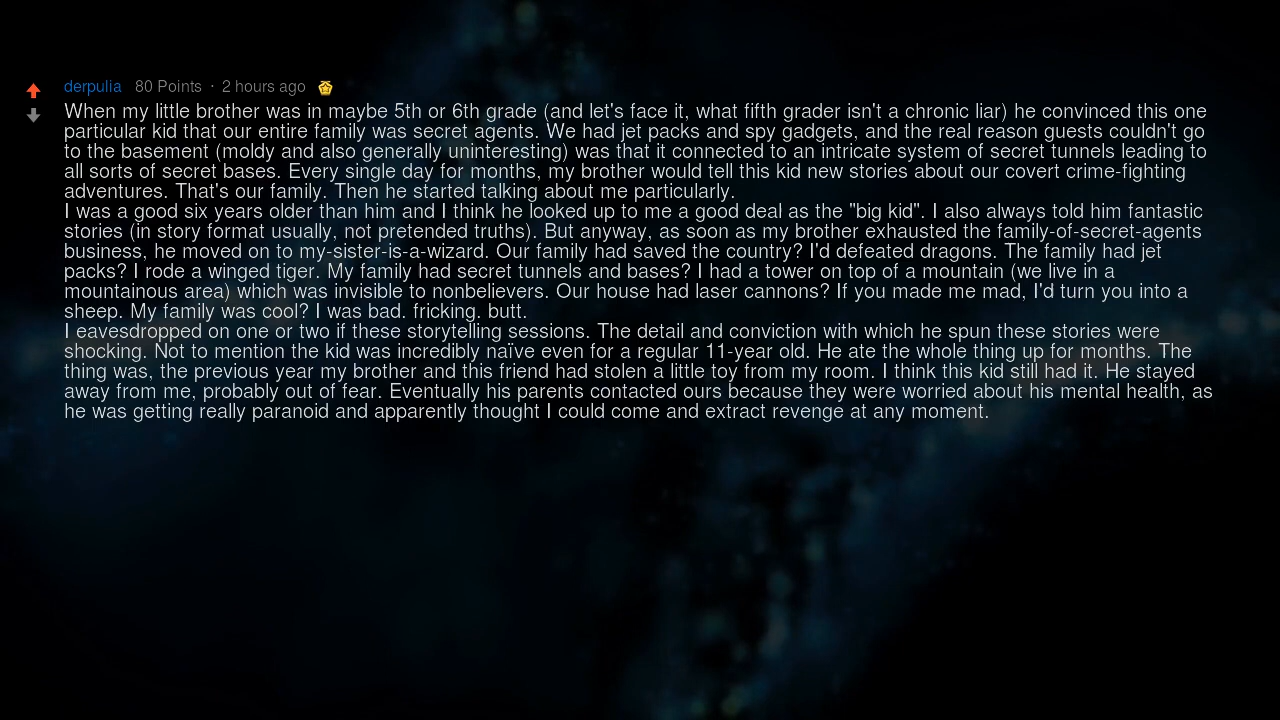 derpulia 80 Points · 2 hours ago
When my little brother was in maybe 5th or 6th grade (and let's face it, what fifth grader isn't a chronic liar) he convinced this one
particular kid that our entire family was secret agents. We had jet packs and spy gadgets, and the real reason guests couldn't go
to the basement (moldy and also generally uninteresting) was that it connected to an intricate system of secret tunnels leading to
all sorts of secret bases. Every single day for months, my brother would tell this kid new stories about our covert crime-fighting
adventures. That's our family. Then he started talking about me particularly.
I was a good six years older than him and I think he looked up to me a good deal as the "big kid". I also always told him fantastic
stories (in story format usually, not pretended truths). But anyway, as soon as my brother exhausted the family-of-secret-agents
business, he moved on to my-sister-is-a-wizard. Our family had saved the country? I'd defeated dragons. The family had jet
packs? I rode a winged tiger. My family had secret tunnels and bases? I had a tower on top of a mountain (we live in a
mountainous area) which was invisible to nonbelievers. Our house had laser cannons? If you made me mad, I'd turn you into a
sheep. My family was cool? I was bad. fricking. butt.
I eavesdropped on one or two if these storytelling sessions. The detail and conviction with which he spun these stories were
shocking. Not to mention the kid was incredibly naïve even for a regular 11-year old. He ate the whole thing up for months. The
thing was, the previous year my brother and this friend had stolen a little toy from my room. I think this kid still had it. He stayed
away from me, probably out of fear. Eventually his parents contacted ours because they were worried about his mental health, as
he was getting really paranoid and apparently thought I could come and extract revenge at any moment.